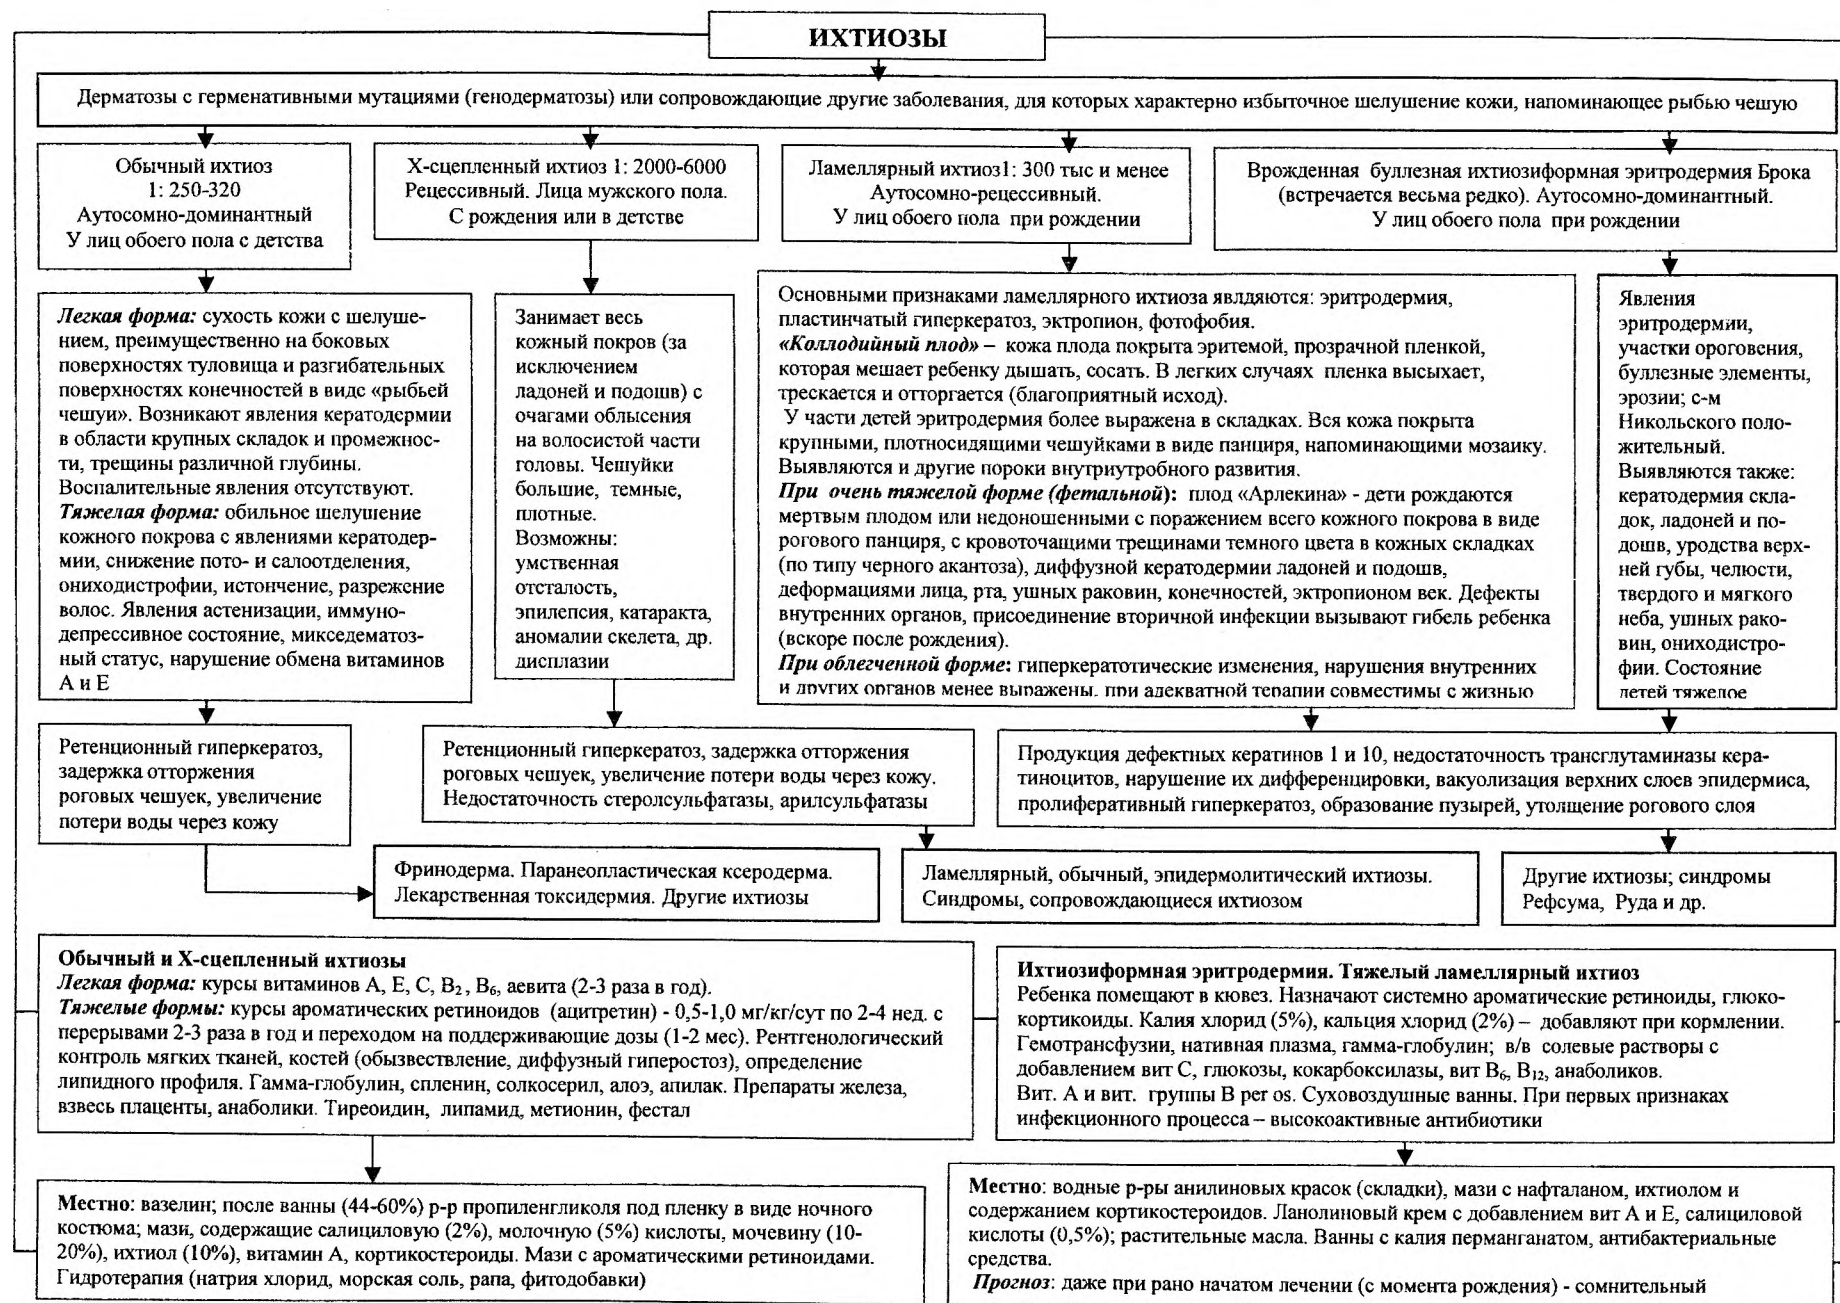 ИХТИОЗЫ
Дерматозы с герменативными мутациями (генодерматозы) или сопровождающие другие заболевания, для которых характерно избыточное шелушение кожи, напоминающее рыбью чешую
Обычный ихтиоз
1: 250-320
Аутосомно-доминантный
У лиц обоего пола с детства
Х-сцепленный ихтиоз 1: 2000-6000
Рецессивный. Лица мужского пола.
С рождения или в детстве
Ламеллярный ихтиоз1: 300 тыс и менее
Аутосомно-рецессивный.
У лиц обоего пола при рождении
Врожденная буллезная ихтиозиформная эритродермия Брока
(встречается весьма редко). Аутосомно-доминантный.
У лиц обоего пола при рождении
Легкая форма: сухость кожи с шелуше-
нием, преимущественно на боковых
поверхностях туловища и разгибательных
поверхностях конечностей в виде «рыбьей
чешуи». Возникают явления кератодермии
в области крупных складок и промежнос-
ти, трещины различной глубины.
Воспалительные явления отсутствуют.
Тяжелая форма: обильное шелушение
кожного покрова с явлениями кератодер-
мии, снижение пото- и салоотделения,
ониходистрофии, истончение, разрежение
волос. Явления астенизации, иммуно-
депрессивное состояние, микседематоз-
ный статус, нарушение обмена витаминов
А и Е
Занимает весь
кожный покров (за
исключением
ладоней и подошв) с
очагами облысения
на волосистой части
головы. Чешуйки
большие, темные,
плотные.
Возможны:
умственная
отсталость,
эпилепсия, катаракта,
аномалии скелета, др.
дисплазии
Основными признаками ламеллярного ихтиоза явлдяются: эритродермия,
пластинчатый гиперкератоз, эктропион, фотофобия.
«Коллодийный плод» – кожа плода покрыта эритемой, прозрачной пленкой,
которая мешает ребенку дышать, сосать. В легких случаях пленка высыхает,
трескается и отторгается (благоприятный исход).
У части детей эритродермия более выражена в складках. Вся кожа покрыта
крупными, плотносидящими чешуйками в виде панциря, напоминающими мозаику.
Выявляются и другие пороки внутриутробного развития.
При очень тяжелой форме (фетальной): плод «Арлекина» - дети рождаются
мертвым плодом или недоношенными с поражением всего кожного покрова в виде
рогового панциря, с кровоточащими трещинами темного цвета в кожных складках
(по типу черного акантоза), диффузной кератодермии ладоней и подошв,
деформациями лица, рта, ушных раковин, конечностей, эктропионом век. Дефекты
внутренних органов, присоединение вторичной инфекции вызывают гибель ребенка
(вскоре после рождения).
При облегченной форме: гиперкератотические изменения, нарушения внутренних
и других органов менее выражены, при адекватной терапии совместимы с жизнью
Явления
эритродермии,
участки ороговения,
буллезные элементы,
эрозии; с-м
Никольского поло-
жительный.
Выявляются также:
кератодермия скла-
док, ладоней и по-
дошв, уродства верх-
ней губы, челюсти,
твердого и мягкого
неба, ушных рако-
вин, ониходистро-
фии. Состояние
детей тяжелое
Ретенционный гиперкератоз,
задержка отторжения
роговых чешуек, увеличение
потери воды через кожу
Ретенционный гиперкератоз, задержка отторжения
роговых чешуек, увеличение потери воды через кожу.
Недостаточность стеролсульфатазы, арилсульфатазы
Продукция дефектных кератинов 1 и 10, недостаточность трансглутаминазы кера-
тиноцитов, нарушение их дифференцировки, вакуолизация верхних слоев эпидермиса,
пролиферативный гиперкератоз, образование пузырей, утолщение рогового слоя
Фринодерма. Паранеопластическая ксеродерма.
Лекарственная токсидермия. Другие ихтиозы
Ламеллярный, обычный, эпидермолитический ихтиозы.
Синдромы, сопровождающиеся ихтиозом
Другие ихтиозы; синдромы
Рефсума, Руда и др.
Обычный и Х-сцепленный ихтиозы
Легкая форма: курсы витаминов А, Е, С, В₂, В₆, аевита (2-3 раза в год).
Тяжелые формы: курсы ароматических ретиноидов (ацитретин) - 0,5-1,0 мг/кг/сут по 2-4 нед. с
перерывами 2-3 раза в год и переходом на поддерживающие дозы (1-2 мес). Рентгенологический
контроль мягких тканей, костей (обызвествление, диффузный гиперостоз), определение
липидного профиля. Гамма-глобулин, спленин, солкосерил, алоэ, апилак. Препараты железа,
взвесь плаценты, анаболики. Тиреоидин, липамид, метионин, фестал
Ихтиозиформная эритродермия. Тяжелый ламеллярный ихтиоз
Ребенка помещают в кювез. Назначают системно ароматические ретиноиды, глюко-
кортикоиды. Калия хлорид (5%), кальция хлорид (2%) – добавляют при кормлении.
Гемотрансфузии, нативная плазма, гамма-глобулин; в/в солевые растворы с
добавлением вит С, глюкозы, кокарбоксилазы, вит В₆, В₁₂, анаболиков.
Вит. А и вит. группы В per os. Суховоздушные ванны. При первых признаках
инфекционного процесса – высокоактивные антибиотики
Местно: вазелин; после ванны (44-60%) р-р пропиленгликоля под пленку в виде ночного
костюма; мази, содержащие салициловую (2%), молочную (5%) кислоты, мочевину (10-
20%), ихтиол (10%), витамин А, кортикостероиды. Мази с ароматическими ретиноидами.
Гидротерапия (натрия хлорид, морская соль, рапа, фитодобавки)
Местно: водные р-ры анилиновых красок (складки), мази с нафталаном, ихтиолом и
содержанием кортикостероидов. Ланолиновый крем с добавлением вит А и Е, салициловой
кислоты (0,5%); растительные масла. Ванны с калия перманганатом, антибактериальные
средства.
Прогноз: даже при рано начатом лечении (с момента рождения) - сомнительный